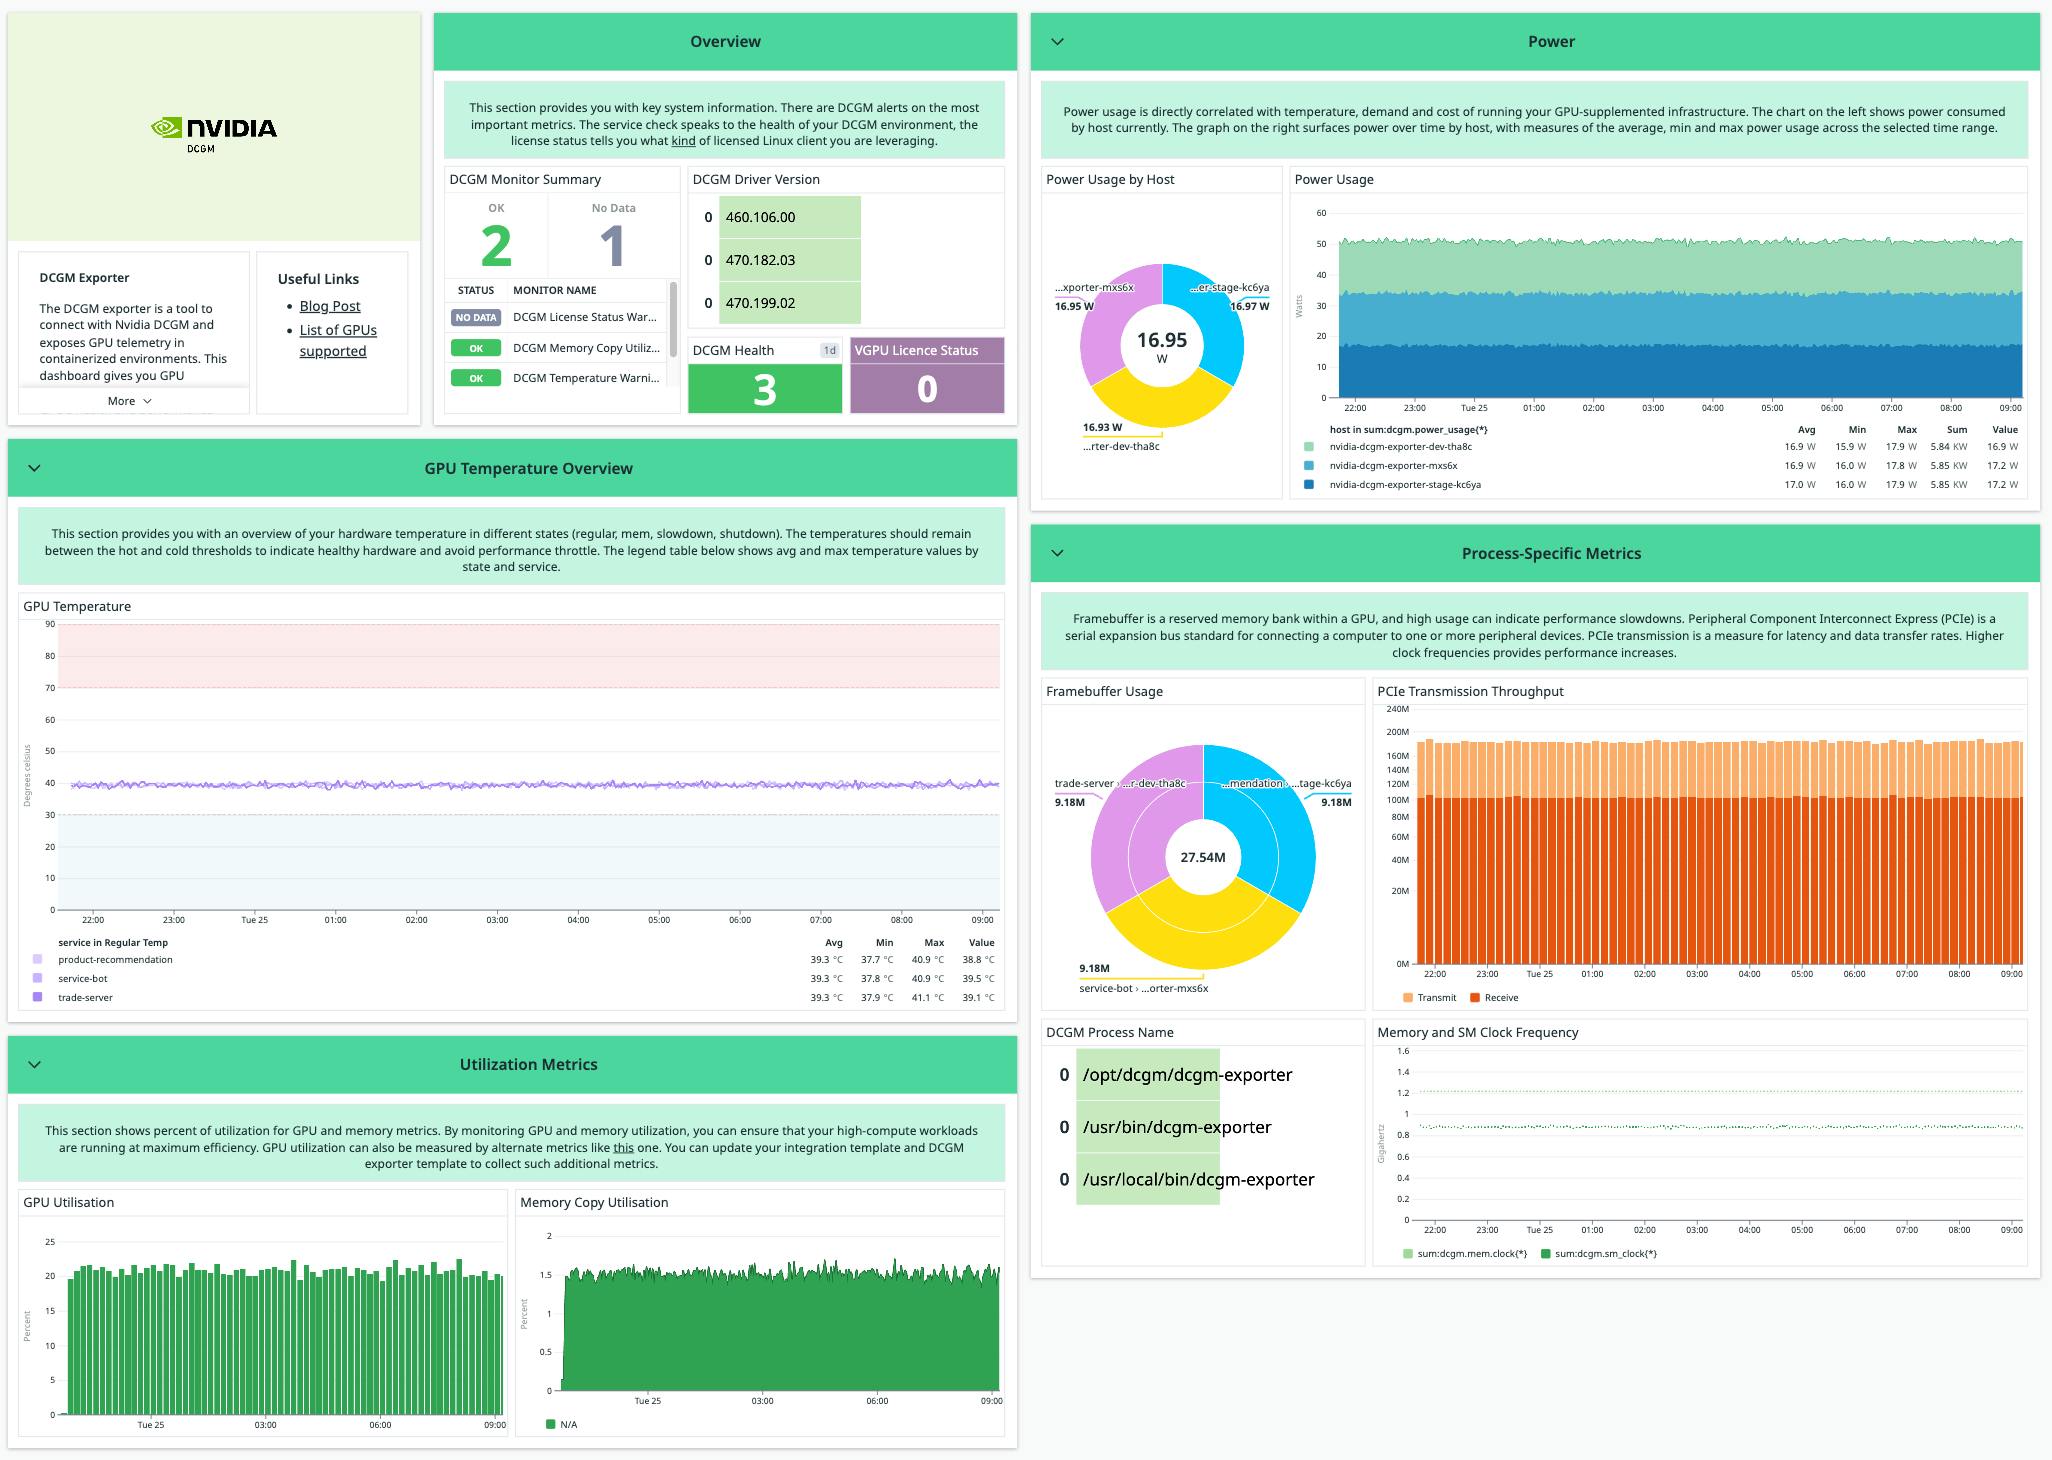 NVIDIA
DCGM
DCGM Exporter
The DCGM exporter is a tool to
connect with Nvidia DCGM and
exposes GPU telemetry in
containerized environments. This
dashboard gives you GPU
More
Useful Links
Blog Post
List of GPUs
supported
Overview
This section provides you with key system information. There are DCGM alerts on the most
important metrics. The service check speaks to the health of your DCGM environment, the
license status tells you what kind of licensed Linux client you are leveraging.
DCGM Monitor Summary
OK No Data
2 1
STATUS MONITOR NAME
NO DATA DCGM License Status War...
OK DCGM Memory Copy Utiliz...
OK DCGM Temperature Warni...
DCGM Driver Version
0 460.106.00
0 470.182.03
0 470.199.02
DCGM Health 1d
3
VGPU Licence Status
0
Power
Power usage is directly correlated with temperature, demand and cost of running your GPU-supplemented infrastructure. The chart on the left shows power consumed
by host currently. The graph on the right surfaces power over time by host, with measures of the average, min and max power usage across the selected time range.
Power Usage by Host
...xporter-mxs6x
16.95 W
...er-stage-kc6ya
16.97 W
16.95
W
16.93 W
...rter-dev-tha8c
Power Usage
Watts
60
50
40
30
20
10
0
22:00 23:00 Tue 25 01:00 02:00 03:00 04:00 05:00 06:00 07:00 08:00 09:00
host in sum:dcgm.power_usage{*} Avg Min Max Sum Value
nvidia-dcgm-exporter-dev-tha8c 16.9 W 15.9 W 17.9 W 5.84 KW 16.9 W
nvidia-dcgm-exporter-mxs6x 16.9 W 16.0 W 17.8 W 5.85 KW 17.2 W
nvidia-dcgm-exporter-stage-kc6ya 17.0 W 16.0 W 17.9 W 5.85 KW 17.2 W
GPU Temperature Overview
This section provides you with an overview of your hardware temperature in different states (regular, mem, slowdown, shutdown). The temperatures should remain
between the hot and cold thresholds to indicate healthy hardware and avoid performance throttle. The legend table below shows avg and max temperature values by
state and service.
GPU Temperature
Degrees celsius
90
80
70
60
50
40
30
20
10
0
22:00 23:00 Tue 25 01:00 02:00 03:00 04:00 05:00 06:00 07:00 08:00 09:00
service in Regular Temp Avg Min Max Value
product-recommendation 39.3 °C 37.7 °C 40.9 °C 38.8 °C
service-bot 39.3 °C 37.8 °C 40.9 °C 39.5 °C
trade-server 39.3 °C 37.9 °C 41.1 °C 39.1 °C
Process-Specific Metrics
Framebuffer is a reserved memory bank within a GPU, and high usage can indicate performance slowdowns. Peripheral Component Interconnect Express (PCIe) is a
serial expansion bus standard for connecting a computer to one or more peripheral devices. PCIe transmission is a measure for latency and data transfer rates. Higher
clock frequencies provides performance increases.
Framebuffer Usage
trade-server › ...r-dev-tha8c
9.18M
...mendation › ...tage-kc6ya
9.18M
27.54M
9.18M
service-bot › ...orter-mxs6x
PCIe Transmission Throughput
240M
200M
160M
140M
120M
100M
80M
60M
40M
20M
0M
22:00 23:00 Tue 25 01:00 02:00 03:00 04:00 05:00 06:00 07:00 08:00 09:00
Transmit Receive
DCGM Process Name
0 /opt/dcgm/dcgm-exporter
0 /usr/bin/dcgm-exporter
0 /usr/local/bin/dcgm-exporter
Memory and SM Clock Frequency
Gigahertz
1.6
1.4
1.2
1
0.8
0.6
0.4
0.2
0
22:00 23:00 Tue 25 01:00 02:00 03:00 04:00 05:00 06:00 07:00 08:00 09:00
sum:dcgm.mem.clock{*} sum:dcgm.sm_clock{*}
Utilization Metrics
This section shows percent of utilization for GPU and memory metrics. By monitoring GPU and memory utilization, you can ensure that your high-compute workloads
are running at maximum efficiency. GPU utilization can also be measured by alternate metrics like this one. You can update your integration template and DCGM
exporter template to collect such additional metrics.
GPU Utilisation
Percent
25
20
15
10
5
0
Tue 25 03:00 06:00 09:00
Memory Copy Utilisation
Percent
2
1.5
1
0.5
0
Tue 25 03:00 06:00 09:00
N/A